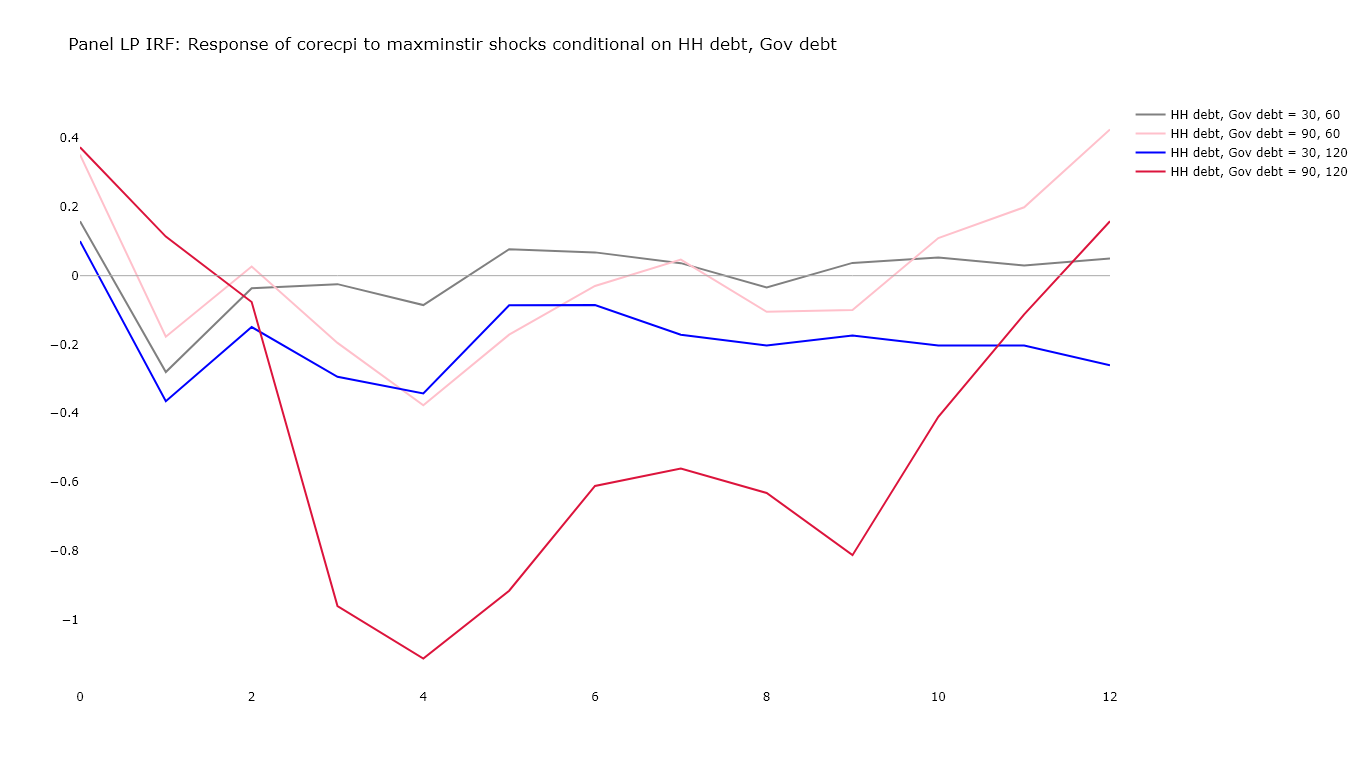 Panel LP IRF: Response of corecpi to maxminstir shocks conditional on HH debt, Gov debt
HH debt, Gov debt = 30, 60
HH debt, Gov debt = 90, 60
HH debt, Gov debt = 30, 120
HH debt, Gov debt = 90, 120
0.4
0.2
0
−0.2
−0.4
−0.6
−0.8
−1
0 2 4 6 8 10 12